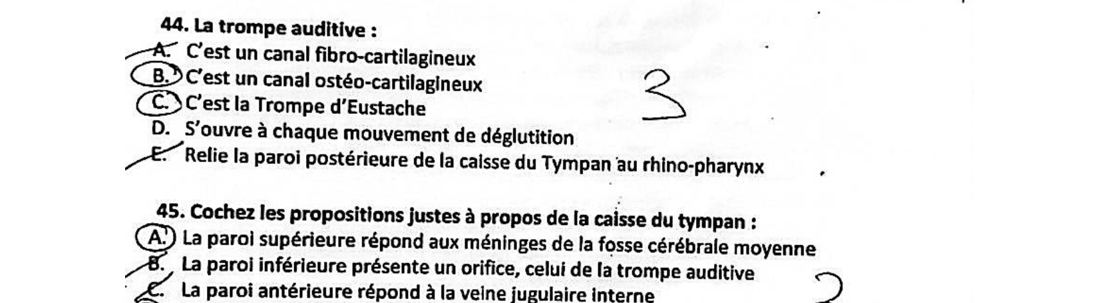 44. La trompe auditive :
A. C'est un canal fibro-cartilagineux
B. C'est un canal ostéo-cartilagineux
C. C'est la Trompe d'Eustache
3
D. S'ouvre à chaque mouvement de déglutition
E. Relie la paroi postérieure de la caisse du Tympan au rhino-pharynx
45. Cochez les propositions justes à propos de la caisse du tympan :
A. La paroi supérieure répond aux méninges de la fosse cérébrale moyenne
B. La paroi inférieure présente un orifice, celui de la trompe auditive
C. La paroi antérieure répond à la veine jugulaire interne